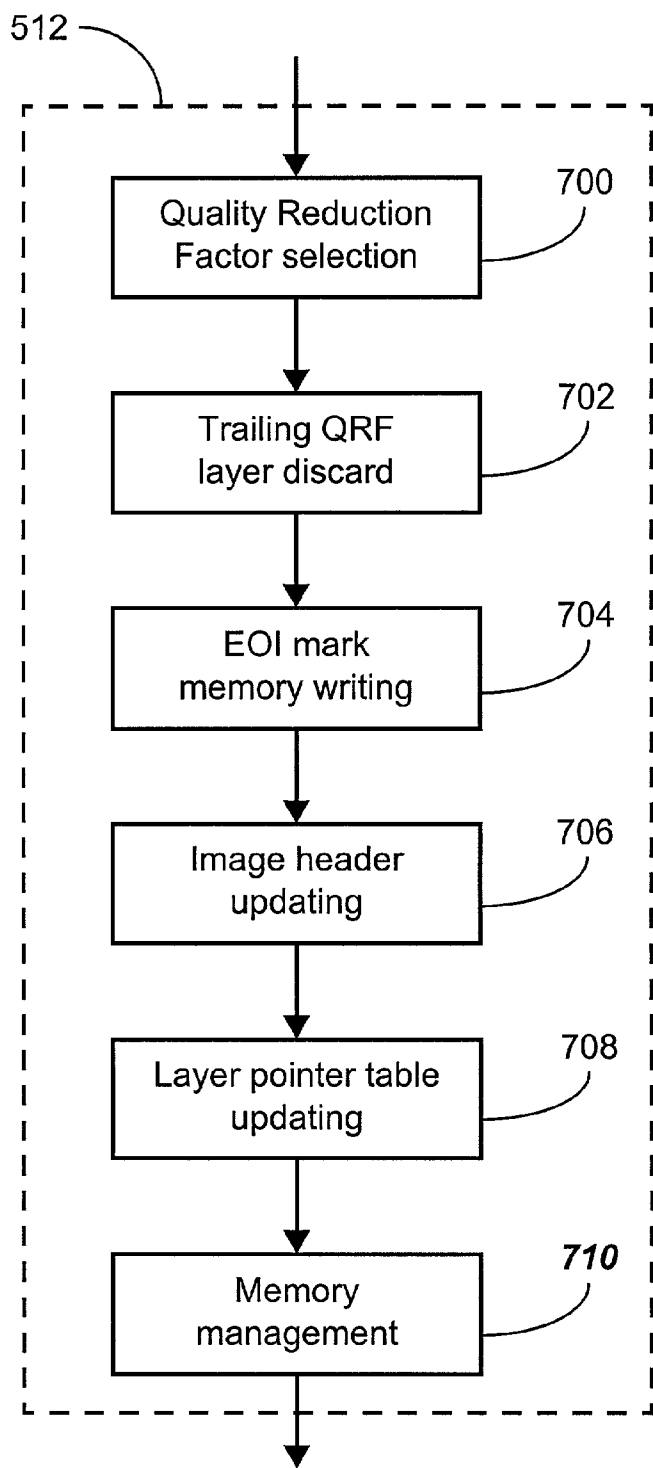 512
700
Quality Reduction
Factor selection
702
Trailing QRF
layer discard
704
EOI mark
memory writing
706
Image header
updating
708
Layer pointer table
updating
710
Memory
management